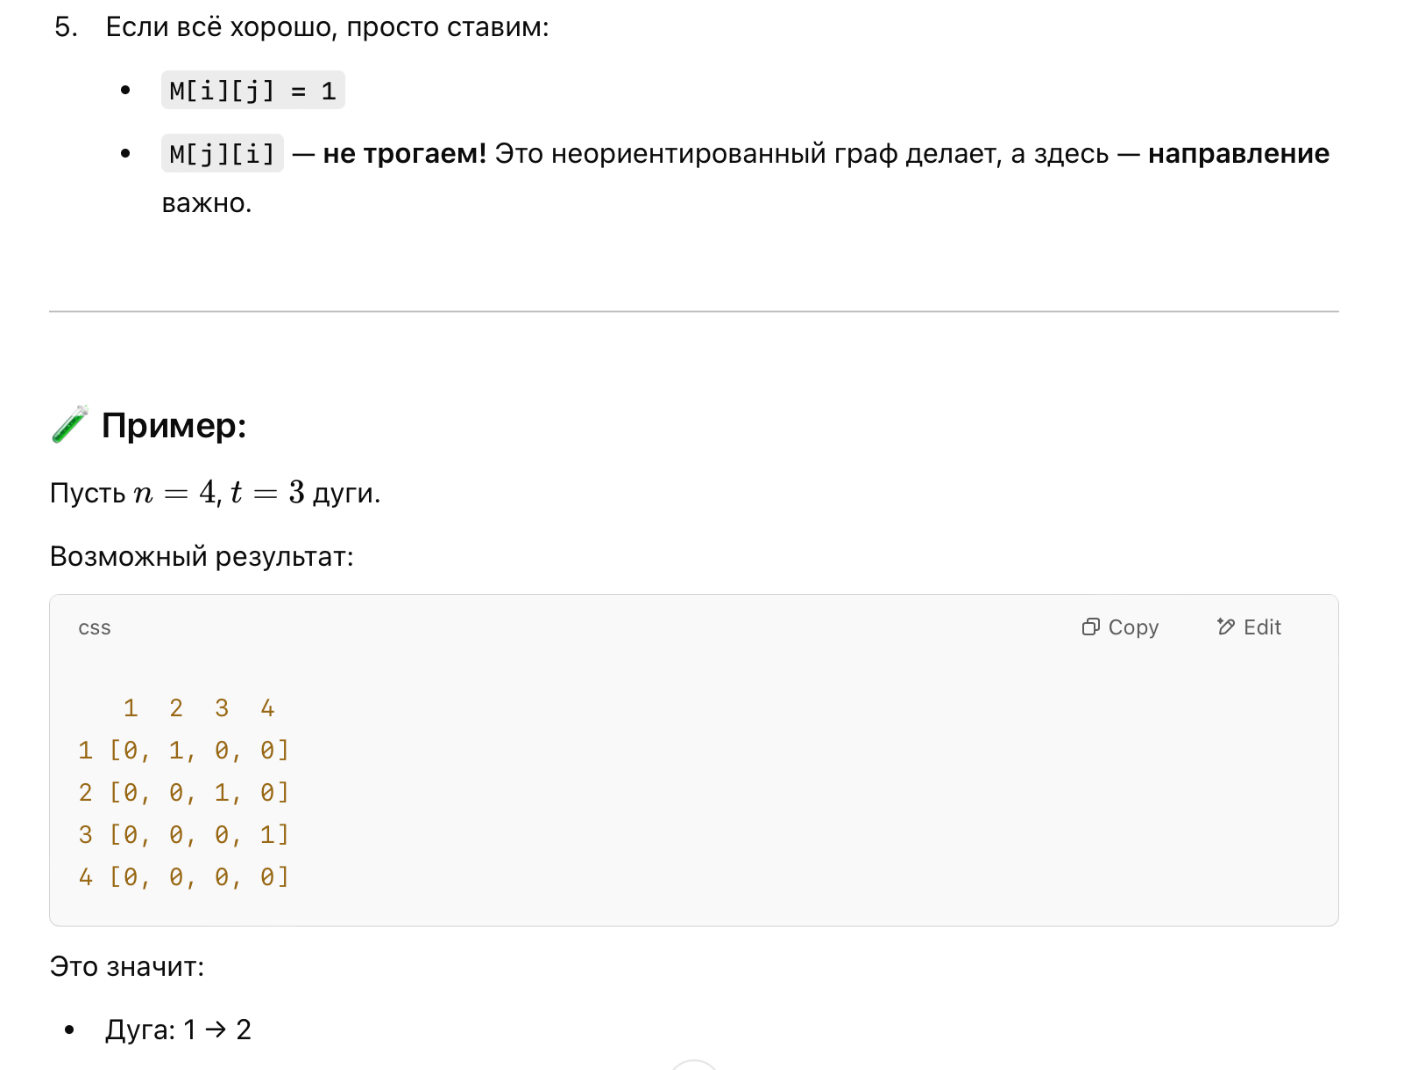 5. Если всё хорошо, просто ставим:
• M[i][j] = 1
• M[j][i] — не трогаем! Это неориентированный граф делает, а здесь — направление
важно.
🧪 Пример:
Пусть n = 4, t = 3 дуги.
Возможный результат:
css Copy Edit
1 2 3 4
1 [0, 1, 0, 0]
2 [0, 0, 1, 0]
3 [0, 0, 0, 1]
4 [0, 0, 0, 0]
Это значит:
• Дуга: 1 → 2